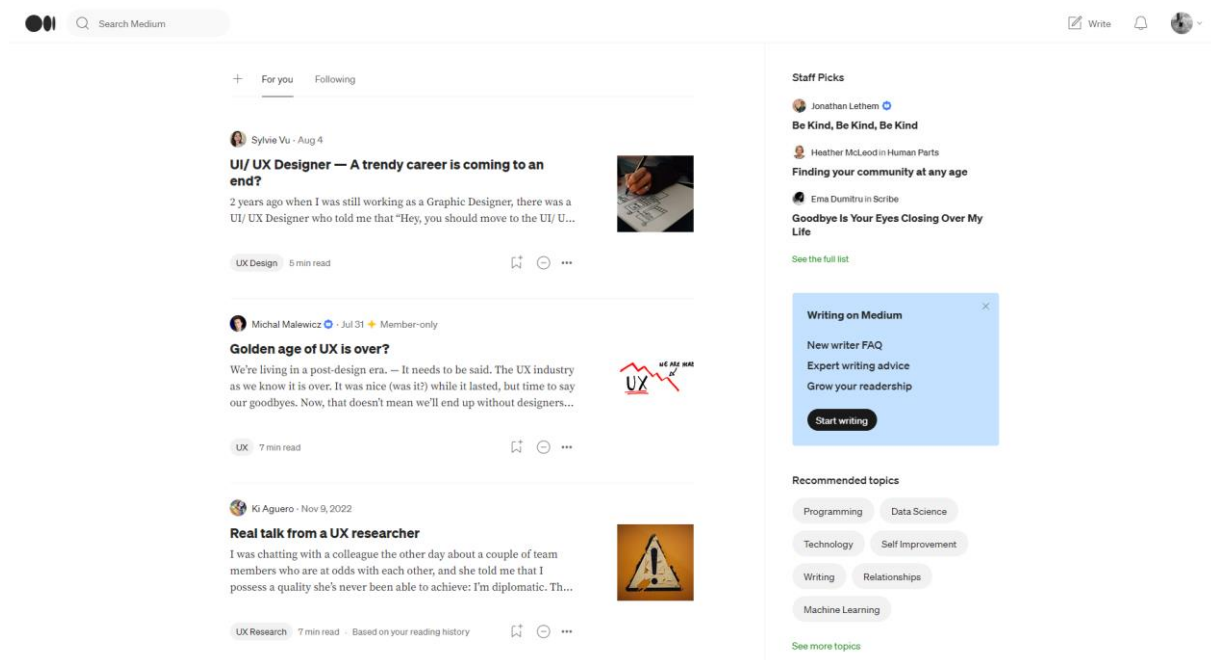 Search Medium
Write
For you Following
Sylvie Vu · Aug 4
UI/ UX Designer — A trendy career is coming to an
end?
2 years ago when I was still working as a Graphic Designer, there was a
UI/ UX Designer who told me that “Hey, you should move to the UI/ U...
UX Design 5 min read
Michal Malewicz · Jul 31 Member-only
Golden age of UX is over?
We’re living in a post-design era. — It needs to be said. The UX industry
as we know it is over. It was nice (was it?) while it lasted, but time to say
our goodbyes. Now, that doesn’t mean we’ll end up without designers...
WE ARE
UX
UX 7 min read
Ki Aguero · Nov 9, 2022
Real talk from a UX researcher
I was chatting with a colleague the other day about a couple of team
members who are at odds with each other, and she told me that I
possess a quality she’s never been able to achieve: I’m diplomatic. Th...
UX Research 7 min read · Based on your reading history
Staff Picks
Jonathan Lethem
Be Kind, Be Kind, Be Kind
Heather McLeod in Human Parts
Finding your community at any age
Ema Dumitru in Scribe
Goodbye Is Your Eyes Closing Over My
Life
See the full list
Writing on Medium
New writer FAQ
Expert writing advice
Grow your readership
Start writing
Recommended topics
Programming Data Science
Technology Self Improvement
Writing Relationships
Machine Learning
See more topics